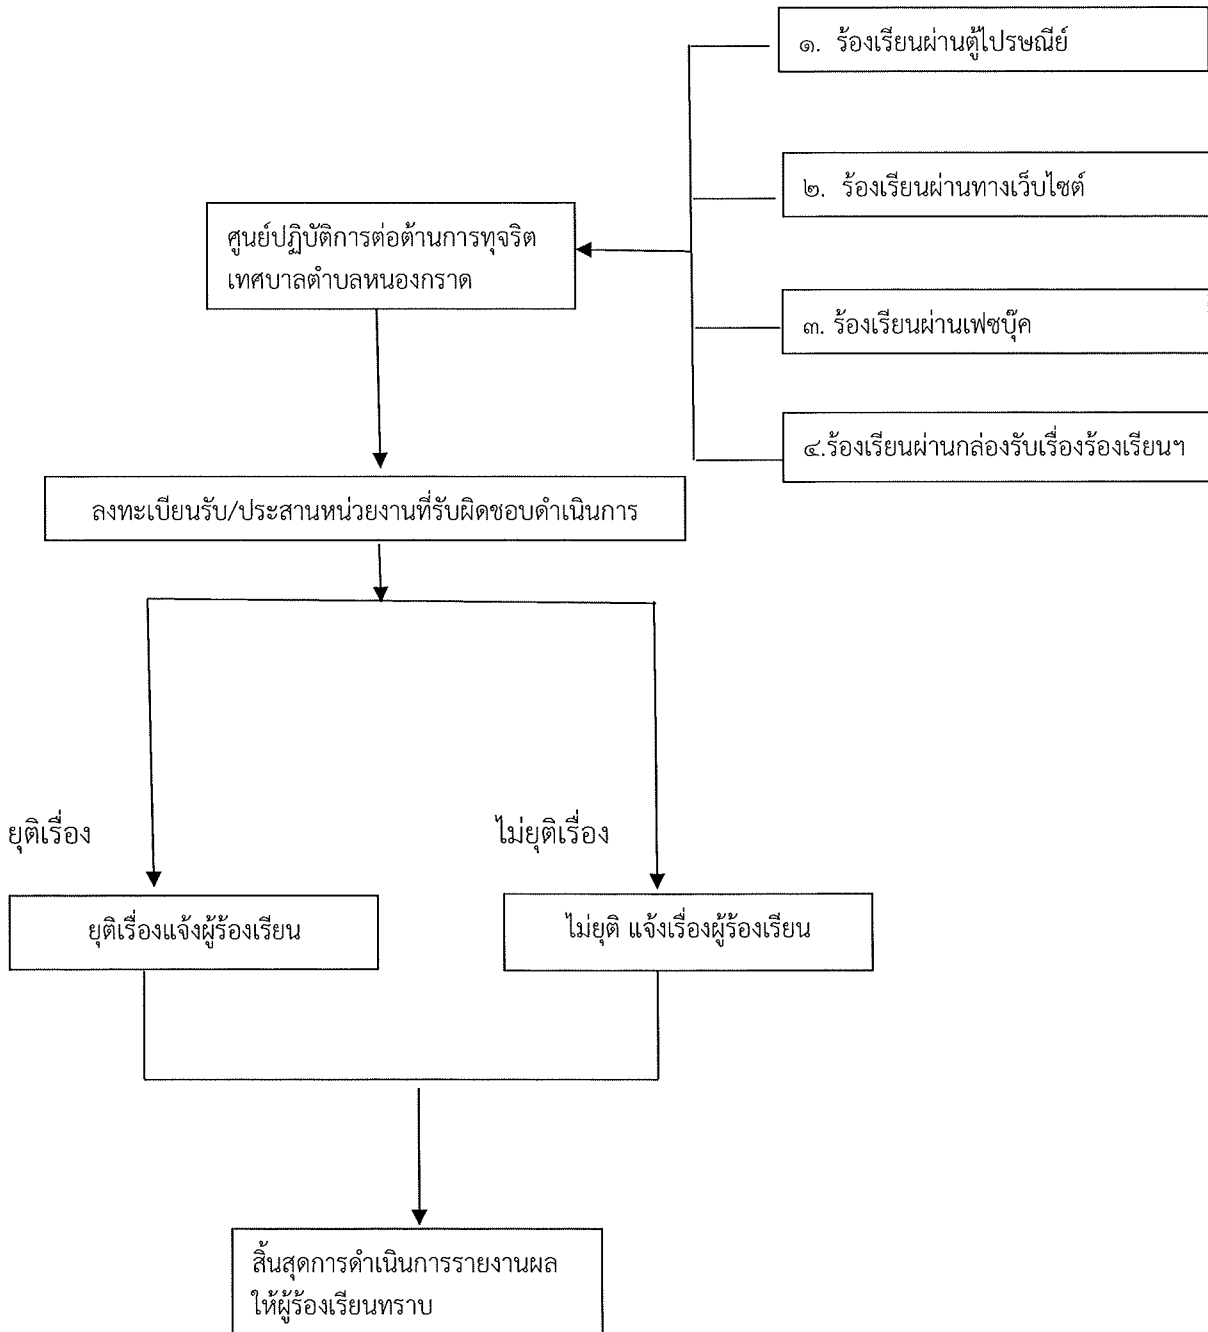 ๑. ร้องเรียนผ่านตู้ไปรษณีย์
๒. ร้องเรียนผ่านทางเว็บไซต์
ศูนย์ปฏิบัติการต่อต้านการทุจริต
เทศบาลตำบลหนองกราด
๓. ร้องเรียนผ่านเฟซบุ๊ค
๔.ร้องเรียนผ่านกล่องรับเรื่องร้องเรียนฯ
ลงทะเบียนรับ/ประสานหน่วยงานที่รับผิดชอบดำเนินการ
ยุติเรื่อง
ไม่ยุติเรื่อง
ยุติเรื่องแจ้งผู้ร้องเรียน
ไม่ยุติ แจ้งเรื่องผู้ร้องเรียน
สิ้นสุดการดำเนินการรายงานผล
ให้ผู้ร้องเรียนทราบ